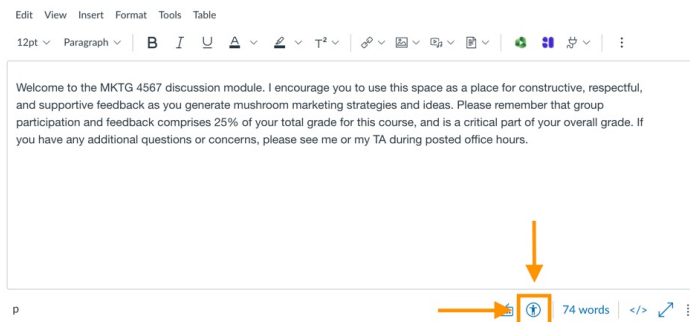 Edit View Insert Format Tools Table
12pt Paragraph B I U A T²
Welcome to the MKTG 4567 discussion module. I encourage you to use this space as a place for constructive, respectful,
and supportive feedback as you generate mushroom marketing strategies and ideas. Please remember that group
participation and feedback comprises 25% of your total grade for this course, and is a critical part of your overall grade. If
you have any additional questions or concerns, please see me or my TA during posted office hours.
p 74 words </>